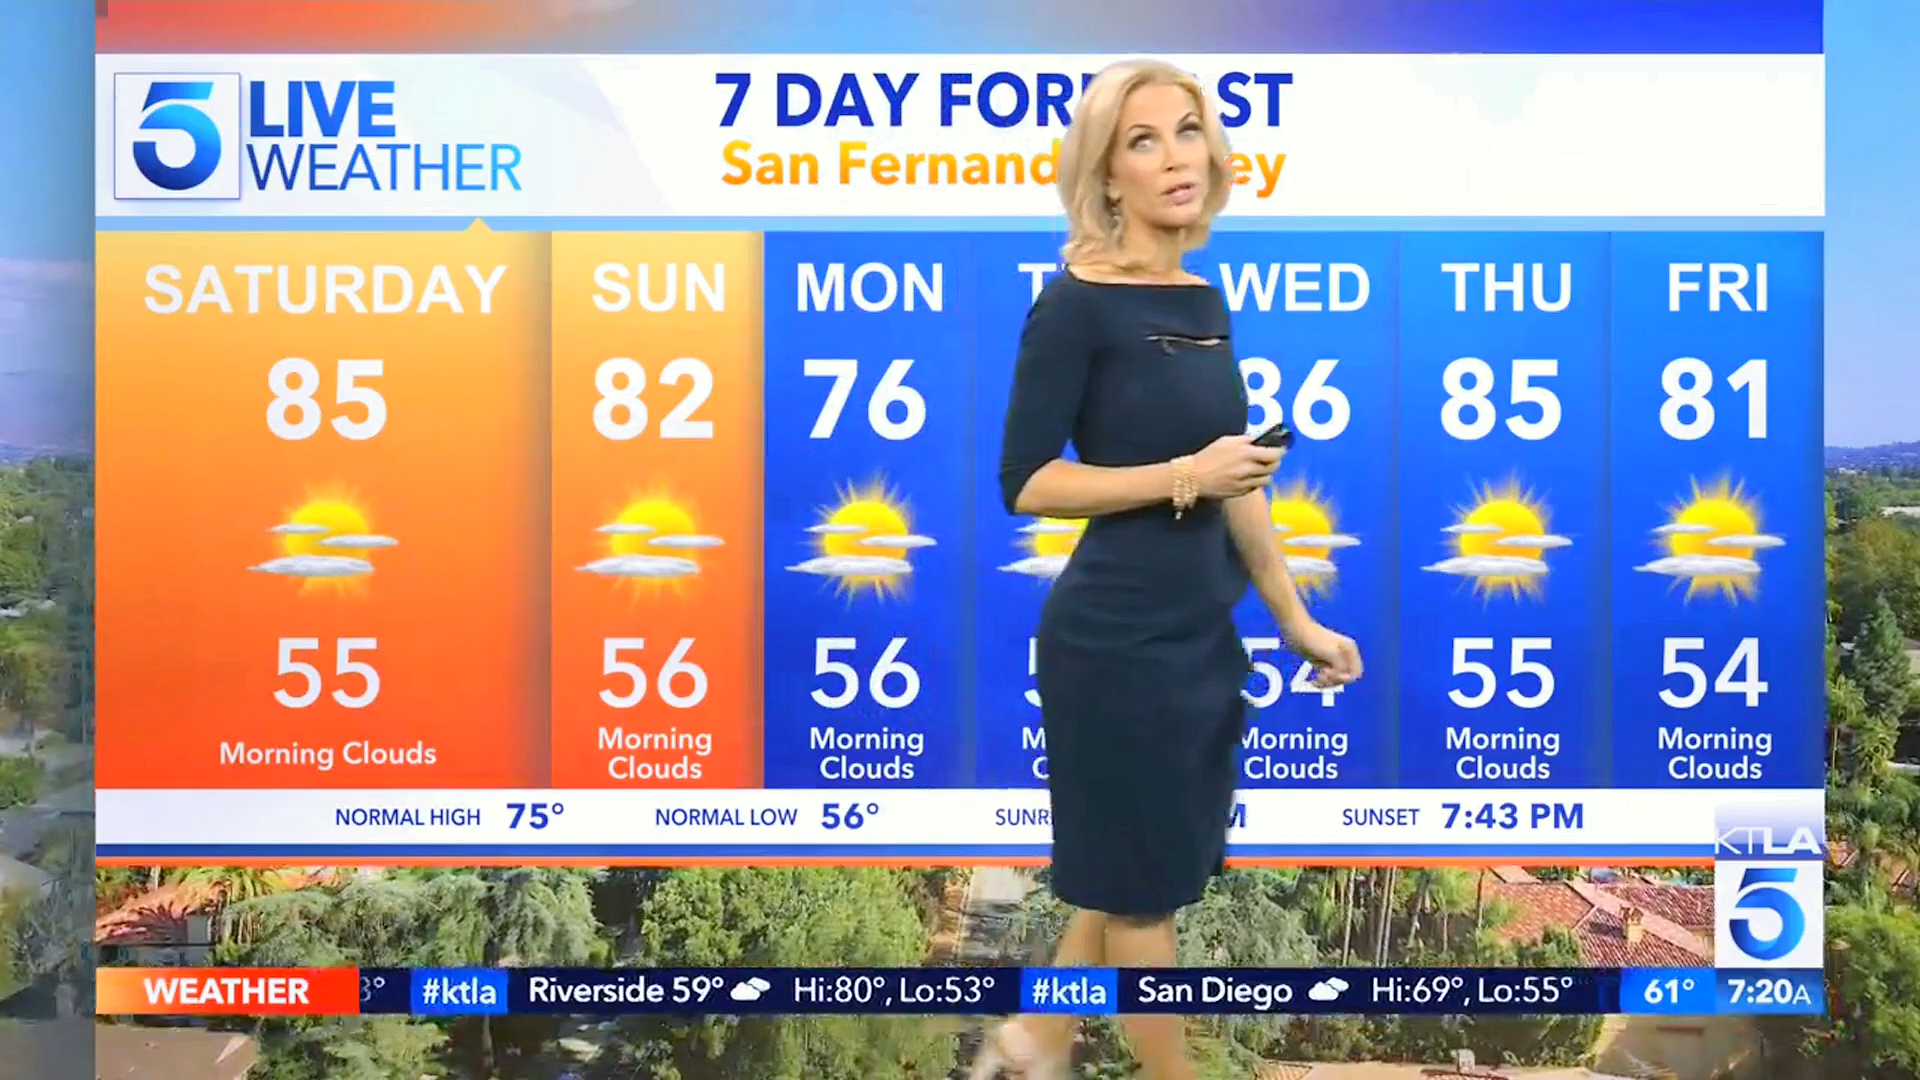 5 LIVE WEATHER
7 DAY FOR ST
San Fernand ey
SATURDAY
85
55
Morning Clouds
SUN
82
56
Morning
Clouds
MON
76
56
Morning
Clouds
T
M
C
WED
86
54
Morning
Clouds
THU
85
55
Morning
Clouds
FRI
81
54
Morning
Clouds
NORMAL HIGH 75° NORMAL LOW 56° SUNR M SUNSET 7:43 PM
KTLA
5
WEATHER 3° #ktla Riverside 59° Hi:80°, Lo:53° #ktla San Diego Hi:69°, Lo:55° 61° 7:20A